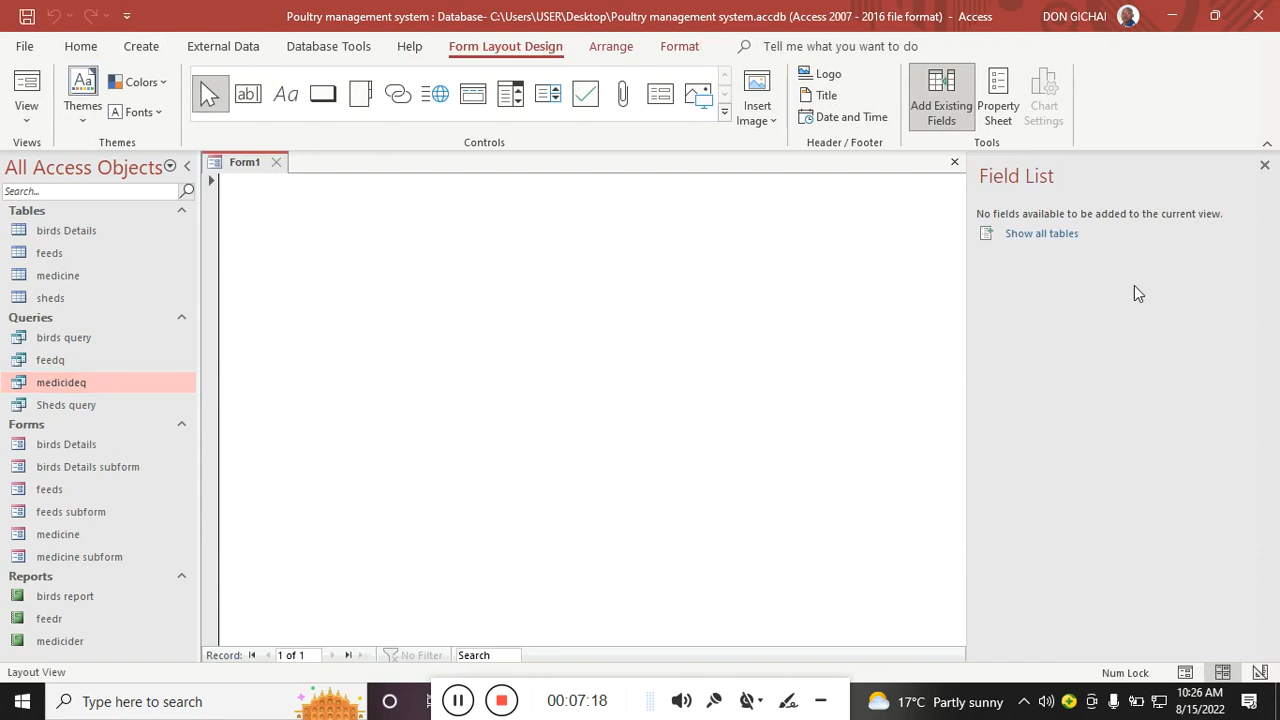 Poultry management system : Database- C:\Users\USER\Desktop\Poultry management system.accdb (Access 2007 - 2016 file format) - Access
DON GICHAI
File Home Create External Data Database Tools Help Form Layout Design Arrange Format Tell me what you want to do
View
Views
Aa
Themes
Colors
Fonts
Themes
ab
Aa
Controls
Insert
Image
Logo
Title
Date and Time
Header / Footer
Add Existing
Fields
Property
Sheet
Chart
Settings
Tools
All Access Objects
Search...
Tables
birds Details
feeds
medicine
sheds
Queries
birds query
feedq
medicideq
Sheds query
Forms
birds Details
birds Details subform
feeds
feeds subform
medicine
medicine subform
Reports
birds report
feedr
medicider
Form1
Record: 1 of 1 No Filter Search
Field List
No fields available to be added to the current view.
Show all tables
Layout View
Num Lock
Type here to search
00:07:18
17°C Partly sunny
10:26 AM
8/15/2022